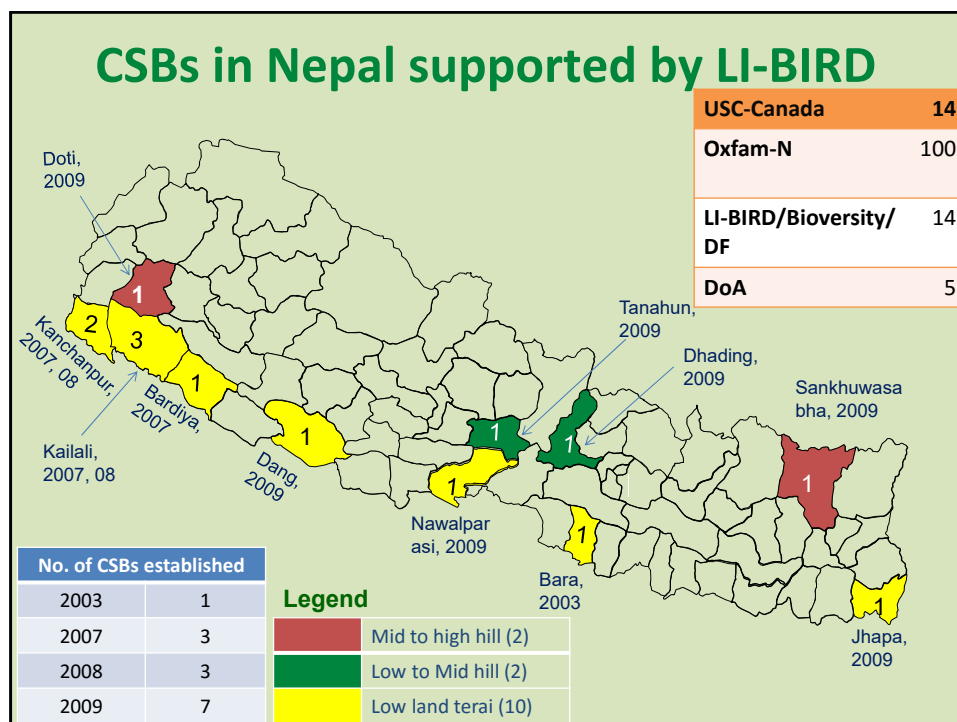 CSBs in Nepal supported by LI-BIRD
USC-Canada 14
Oxfam-N 100
LI-BIRD/Bioversity/ 14
DF
DoA 5
Doti,
2009
1
2
3
1
1
Kanchanpur,
2007, 08
Kailali,
2007, 08
Bardiya,
2007
Dang,
2009
Tanahun,
2009
Dhading,
2009
Sankhuwasa
bha, 2009
1
1
1
1
1
1
1
1
Nawalpar
asi, 2009
Bara,
2003
Jhapa,
2009
No. of CSBs established
2003 1
2007 3
2008 3
2009 7
Legend
Mid to high hill (2)
Low to Mid hill (2)
Low land terai (10)